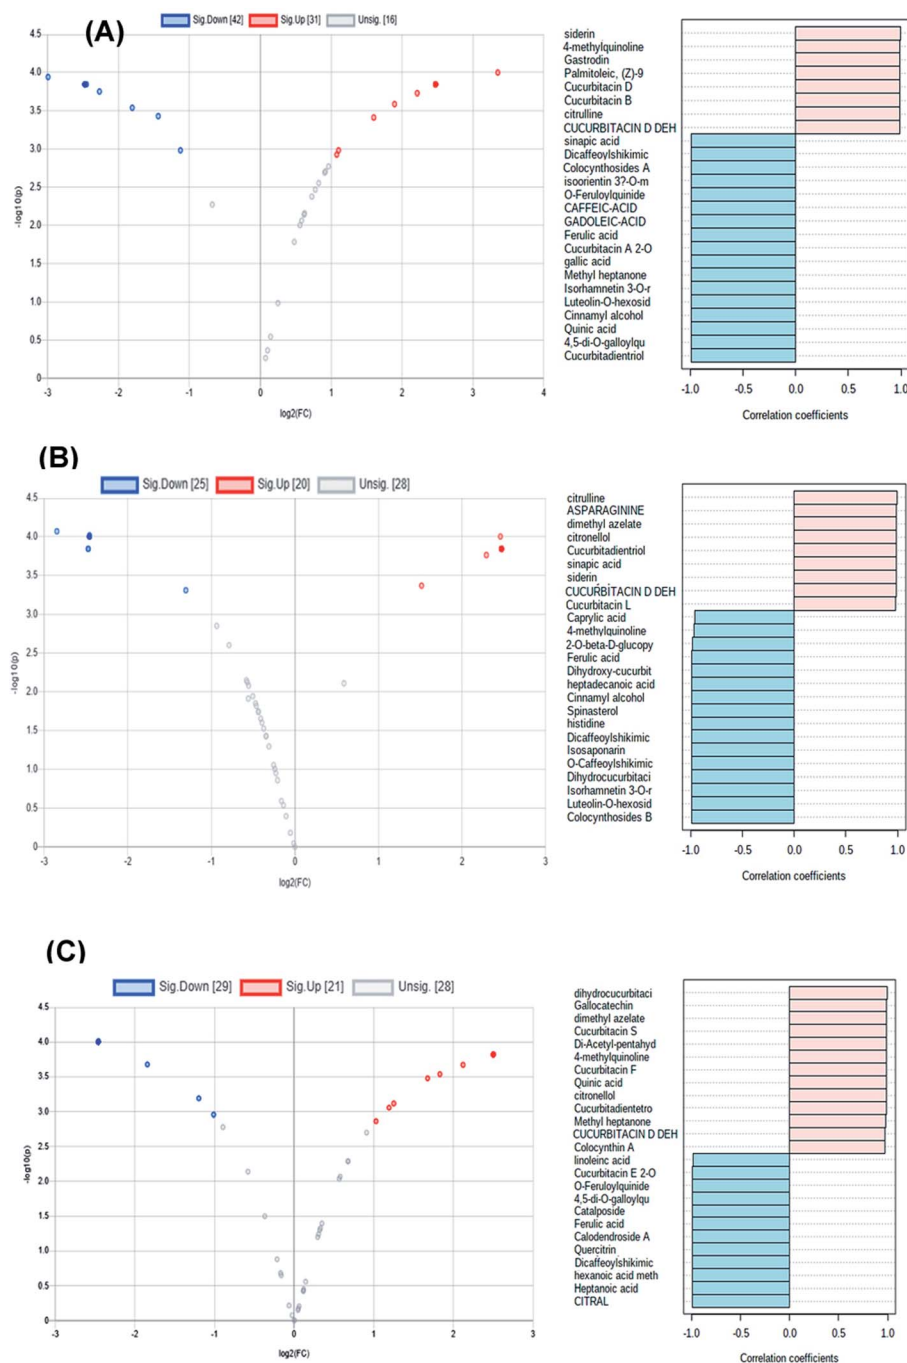 (A)
Sig.Down [42] Sig.Up [31] Unsig. [16]
-log10(p)
4.5
4.0
3.5
3.0
2.5
2.0
1.5
1.0
0.5
0
-3 -2 -1 0 1 2 3 4
log2(FC)
siderin
4-methylquinoline
Gastrodin
Palmitoleic, (Z)-9
Cucurbitacin D
Cucurbitacin B
citrulline
CUCURBITACIN D DEH
sinapic acid
Dicaffeoylshikimic
Colocynthosides A
isoorientin 3?-O-m
O-Feruloylquinide
CAFFEIC-ACID
GADOLEIC-ACID
Ferulic acid
Cucurbitacin A 2-O
gallic acid
Methyl heptanone
Isorhamnetin 3-O-r
Luteolin-O-hexosid
Cinnamyl alcohol
Quinic acid
4,5-di-O-galloylqu
Cucurbitadientriol
-1.0 -0.5 0.0 0.5 1.0
Correlation coefficients
(B)
Sig.Down [25] Sig.Up [20] Unsig. [28]
-log10(p)
4.5
4.0
3.5
3.0
2.5
2.0
1.5
1.0
0.5
0
-3 -2 -1 0 1 2 3
log2(FC)
citrulline
ASPARAGININE
dimethyl azelate
citronellol
Cucurbitadientriol
sinapic acid
siderin
CUCURBITACIN D DEH
Cucurbitacin L
Caprylic acid
4-methylquinoline
2-O-beta-D-glucopy
Ferulic acid
Dihydroxy-cucurbit
heptadecanoic acid
Cinnamyl alcohol
Spinasterol
histidine
Dicaffeoylshikimic
Isosaponarin
O-Caffeoylshikimic
Dihydrocucurbitaci
Isorhamnetin 3-O-r
Luteolin-O-hexosid
Colocynthosides B
-1.0 -0.5 0.0 0.5 1.0
Correlation coefficients
(C)
Sig.Down [29] Sig.Up [21] Unsig. [28]
-log10(p)
4.5
4.0
3.5
3.0
2.5
2.0
1.5
1.0
0.5
0
-3 -2 -1 0 1 2 3
log2(FC)
dihydrocucurbitaci
Gallocatechin
dimethyl azelate
Cucurbitacin S
Di-Acetyl-pentahyd
4-methylquinoline
Cucurbitacin F
Quinic acid
citronellol
Cucurbitadientetro
Methyl heptanone
CUCURBITACIN D DEH
Colocynthin A
linoleinc acid
Cucurbitacin E 2-O
O-Feruloylquinide
4,5-di-O-galloylqu
Catalposide
Ferulic acid
Calodendroside A
Quercitrin
Dicaffeoylshikimic
hexanoic acid meth
Heptanoic acid
CITRAL
-1.0 -0.5 0.0 0.5 1.0
Correlation coefficients